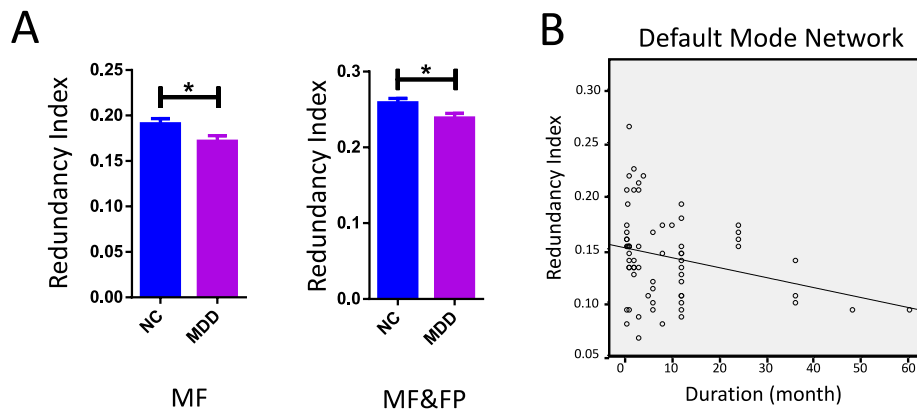 A
Redundancy Index
0.25
0.20
0.15
0.10
0.05
0.00
*
NC
MDD
MF
Redundancy Index
0.3
0.2
0.1
0.0
*
NC
MDD
MF&FP
B
Default Mode Network
Redundancy Index
0.30
0.25
0.20
0.15
0.10
0.05
0 10 20 30 40 50 60
Duration (month)